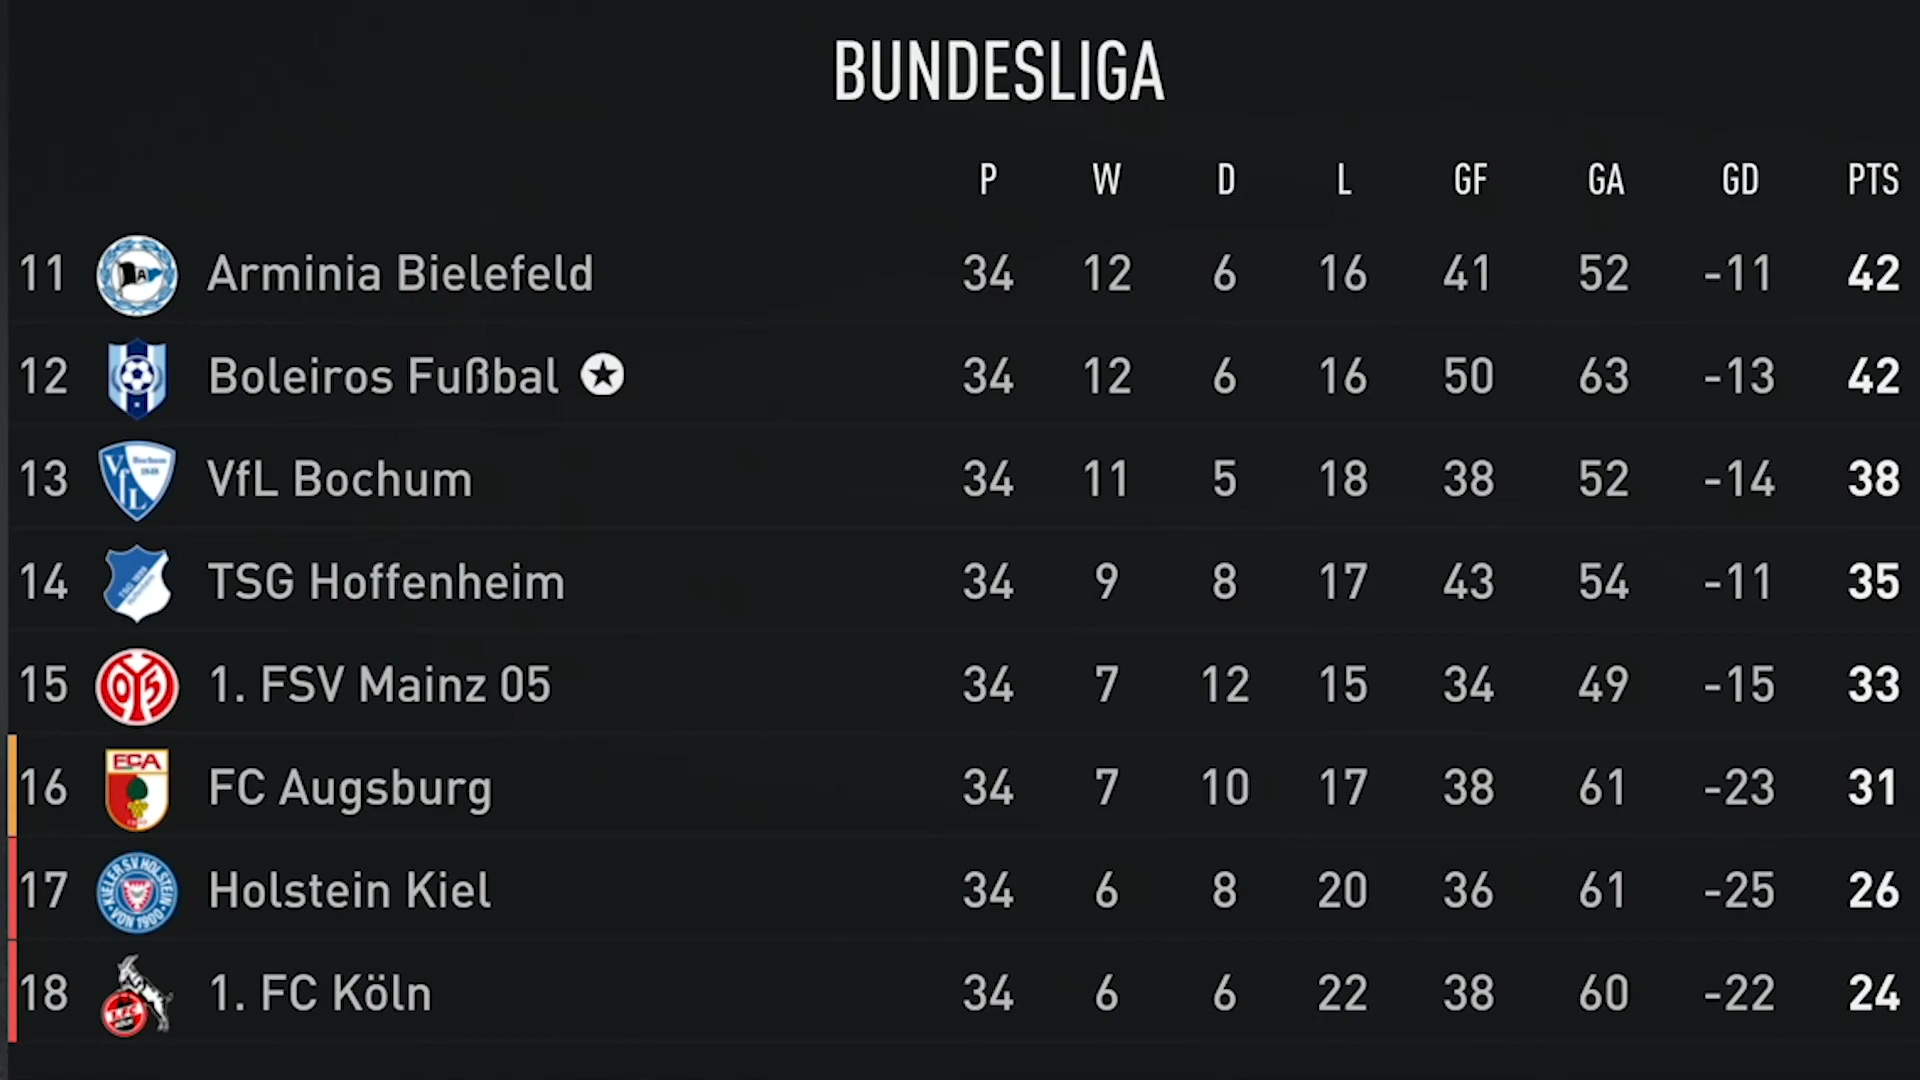 BUNDESLIGA
P W D L GF GA GD PTS
11 Arminia Bielefeld 34 12 6 16 41 52 -11 42
12 Boleiros Fußbal 34 12 6 16 50 63 -13 42
13 VfL Bochum 34 11 5 18 38 52 -14 38
14 TSG Hoffenheim 34 9 8 17 43 54 -11 35
15 1. FSV Mainz 05 34 7 12 15 34 49 -15 33
16 FCA FC Augsburg 34 7 10 17 38 61 -23 31
17 KIELER S.V. HOLSTEIN VON 1900 Holstein Kiel 34 6 8 20 36 61 -25 26
18 1. FC Köln 34 6 6 22 38 60 -22 24